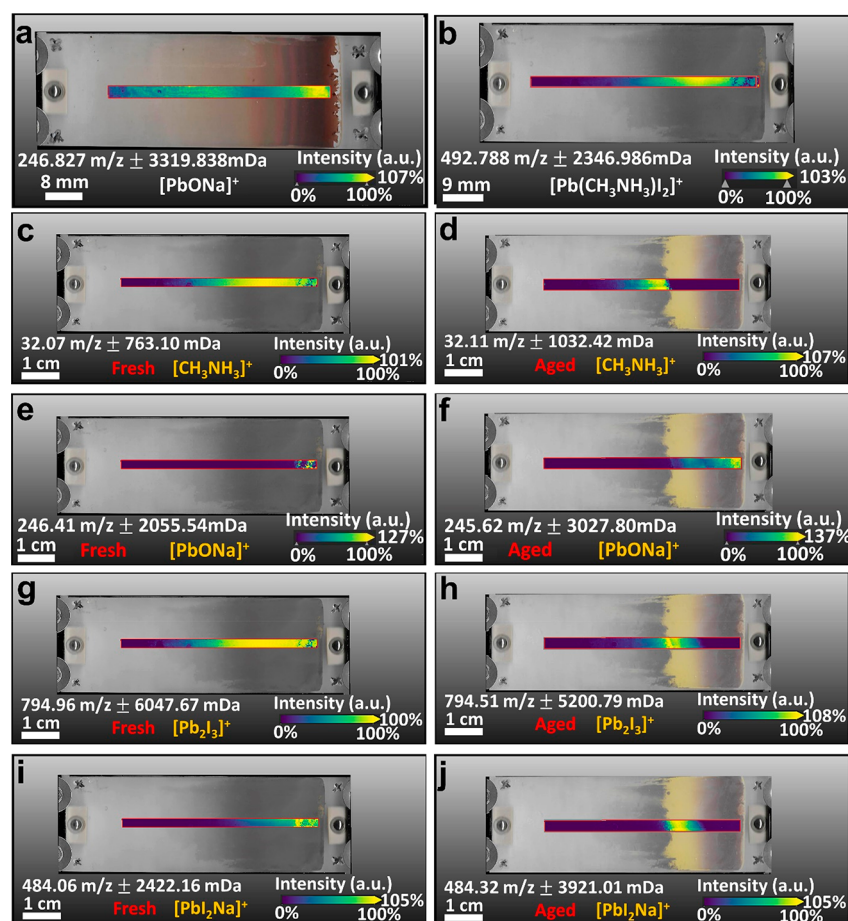 a
246.827 m/z ± 3319.838mDa
Intensity (a.u.)
107%
8 mm
[PbONa]⁺
0%
100%
b
492.788 m/z ± 2346.986mDa
Intensity (a.u.)
103%
9 mm
[Pb(CH₃NH₃)I₂]⁺
0%
100%
c
32.07 m/z ± 763.10 mDa
Intensity (a.u.)
101%
1 cm
Fresh
[CH₃NH₃]⁺
0%
100%
d
32.11 m/z ± 1032.42 mDa
Intensity (a.u.)
107%
1 cm
Aged
[CH₃NH₃]⁺
0%
100%
e
246.41 m/z ± 2055.54mDa
Intensity (a.u.)
127%
1 cm
Fresh
[PbONa]⁺
0%
100%
f
245.62 m/z ± 3027.80mDa
Intensity (a.u.)
137%
1 cm
Aged
[PbONa]⁺
0%
100%
g
794.96 m/z ± 6047.67 mDa
Intensity (a.u.)
100%
1 cm
Fresh
[Pb₂I₃]⁺
0%
100%
h
794.51 m/z ± 5200.79 mDa
Intensity (a.u.)
108%
1 cm
Aged
[Pb₂I₃]⁺
0%
100%
i
484.06 m/z ± 2422.16 mDa
Intensity (a.u.)
105%
1 cm
Fresh
[PbI₂Na]⁺
0%
100%
j
484.32 m/z ± 3921.01 mDa
Intensity (a.u.)
105%
1 cm
Aged
[PbI₂Na]⁺
0%
100%